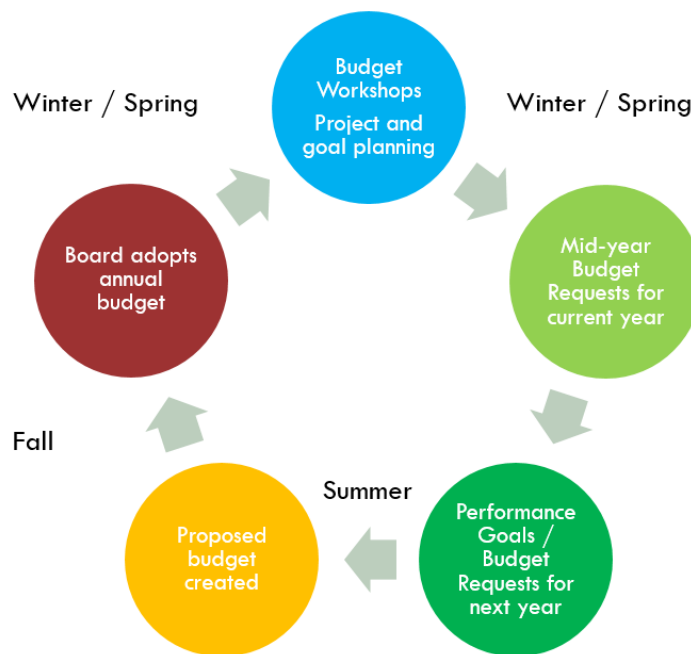 Budget
Workshops
Project and
goal planning
Winter / Spring
Winter / Spring
Mid-year
Budget
Requests for
current year
Board adopts
annual
budget
Fall
Summer
Performance
Goals /
Budget
Requests for
next year
Proposed
budget
created